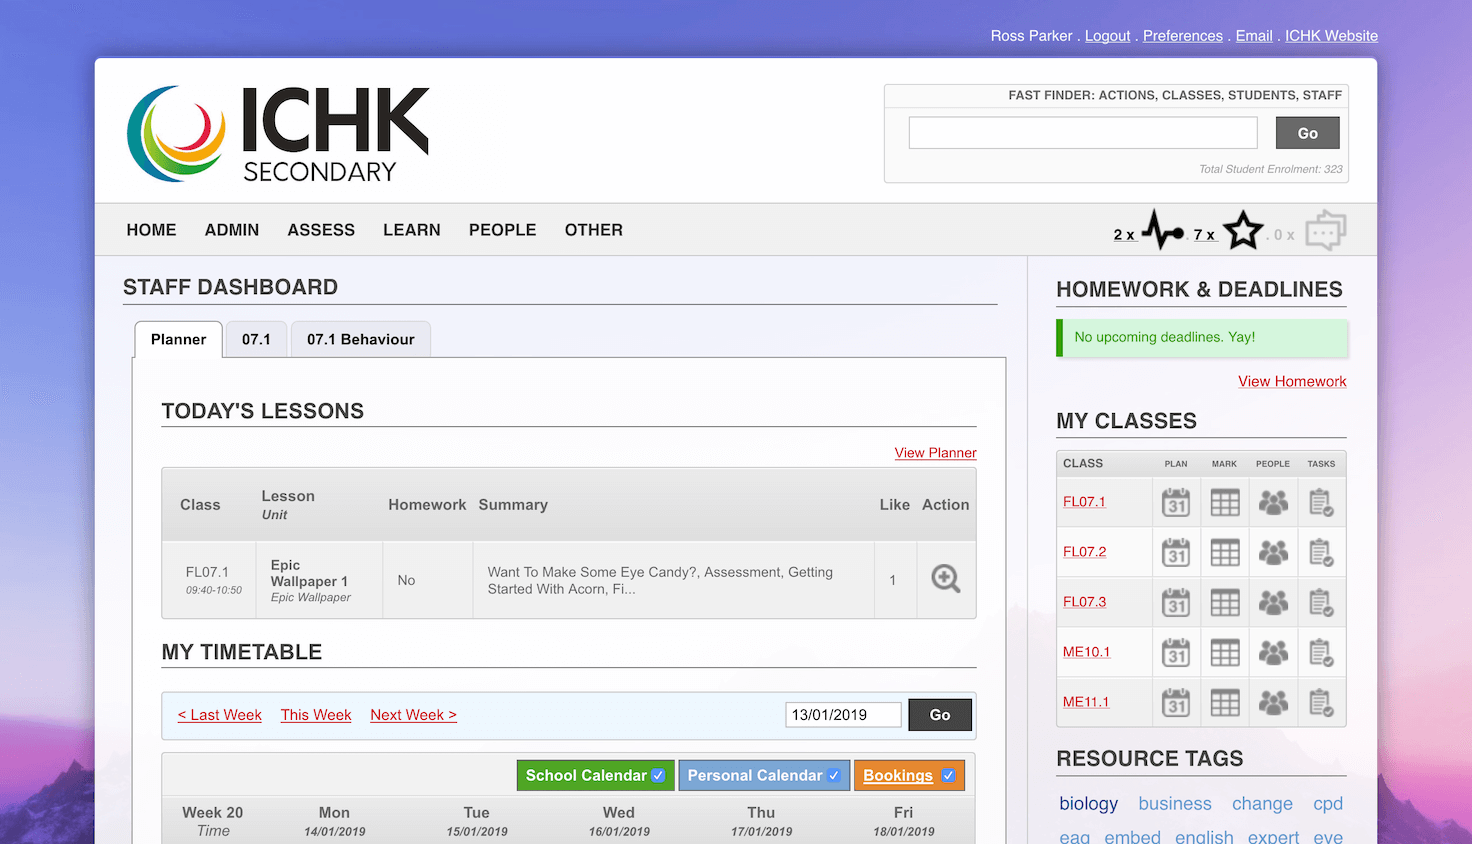 Ross Parker . Logout . Preferences . Email . ICHK Website
ICHK
SECONDARY
FAST FINDER: ACTIONS, CLASSES, STUDENTS, STAFF
Go
Total Student Enrolment: 323
HOME ADMIN ASSESS LEARN PEOPLE OTHER
2 x . 7 x . 0 x
STAFF DASHBOARD
Planner 07.1 07.1 Behaviour
TODAY'S LESSONS
View Planner
Class Lesson Homework Summary Like Action
Unit
FL07.1 Epic Wallpaper 1 No Want To Make Some Eye Candy?, Assessment, Getting 1
09:40-10:50 Epic Wallpaper Started With Acorn, Fi...
MY TIMETABLE
< Last Week This Week Next Week > 13/01/2019 Go
School Calendar Personal Calendar Bookings
Week 20 Mon Tue Wed Thu Fri
Time 14/01/2019 15/01/2019 16/01/2019 17/01/2019 18/01/2019
HOMEWORK & DEADLINES
No upcoming deadlines. Yay!
View Homework
MY CLASSES
CLASS PLAN MARK PEOPLE TASKS
FL07.1 31
FL07.2 31
FL07.3 31
ME10.1 31
ME11.1 31
RESOURCE TAGS
biology business change cpd
eag embed english expert eye